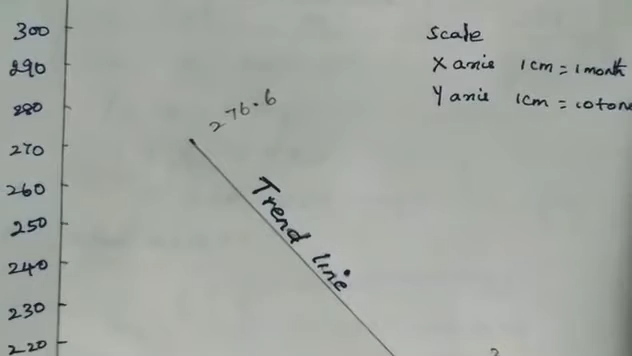 300
Scale
290
X axis 1cm = 1 month
280
Y axis 1cm = 10 tons
276.6
270
260
Trend line
250
240
230
220